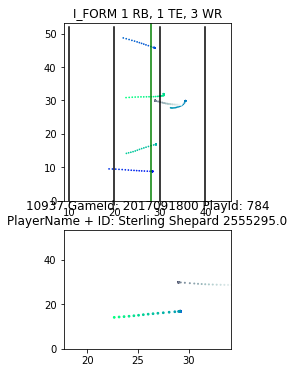 I_FORM 1 RB, 1 TE, 3 WR
50
40
30
20
10
0
10 20 30 40
10937 GameId: 2017091800 PlayId: 784
PlayerName + ID: Sterling Shepard 2555295.0
40
20
0
20 25 30